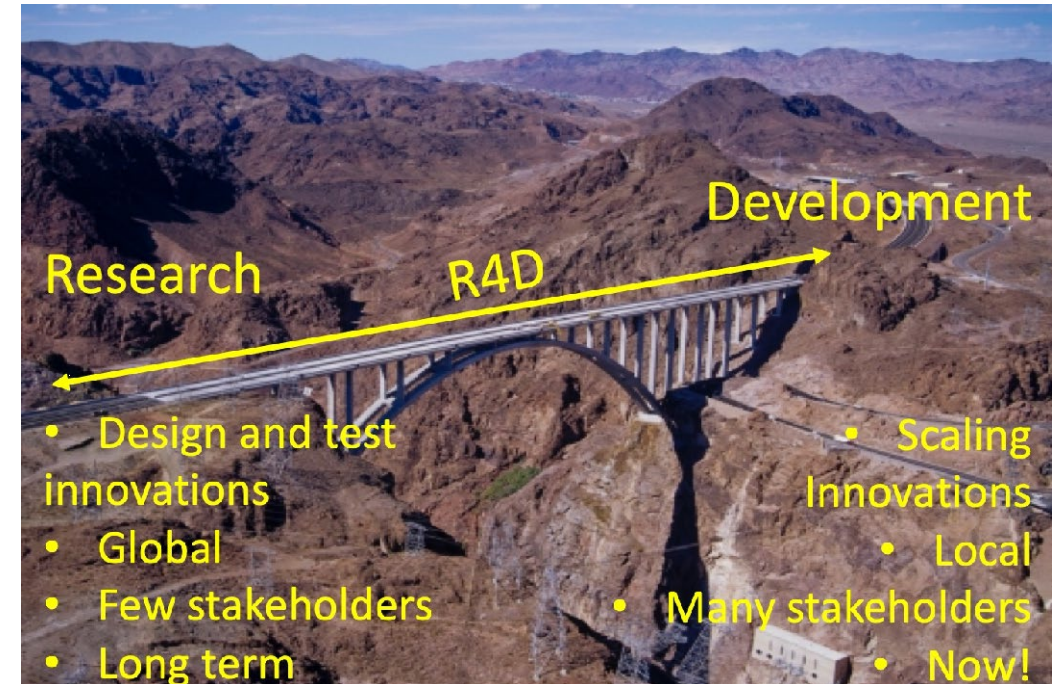 Development
R4D
Research
• Design and test
innovations
• Global
• Few stakeholders
• Long term
• Scaling
Innovations
• Local
• Many stakeholders
• Now!